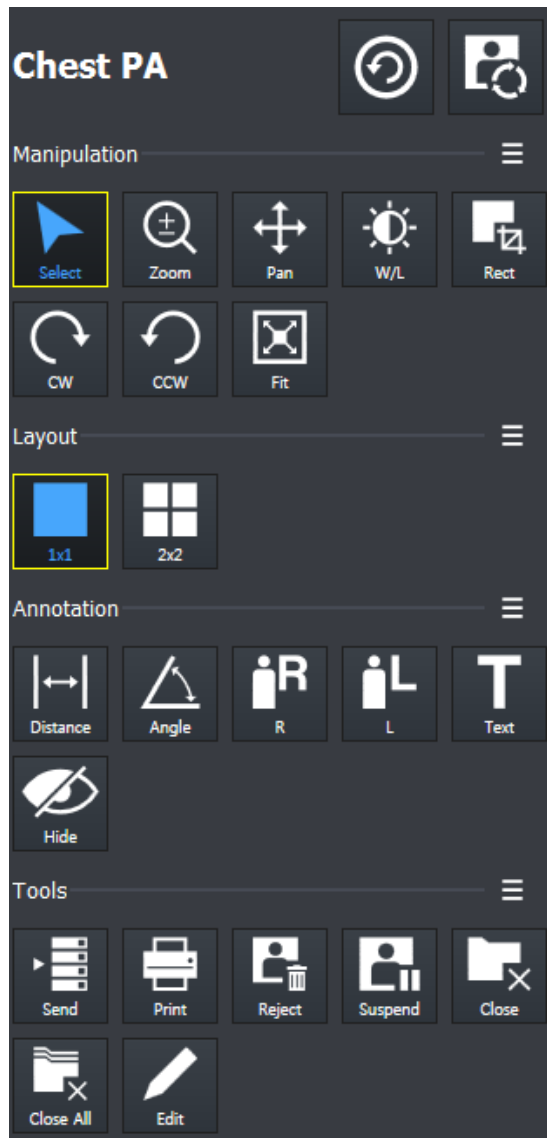 Chest PA
Manipulation
Select Zoom Pan W/L Rect
CW CCW Fit
Layout
1x1 2x2
Annotation
R L T
Distance Angle R L Text
Hide
Tools
Send Print Reject Suspend Close
Close All Edit